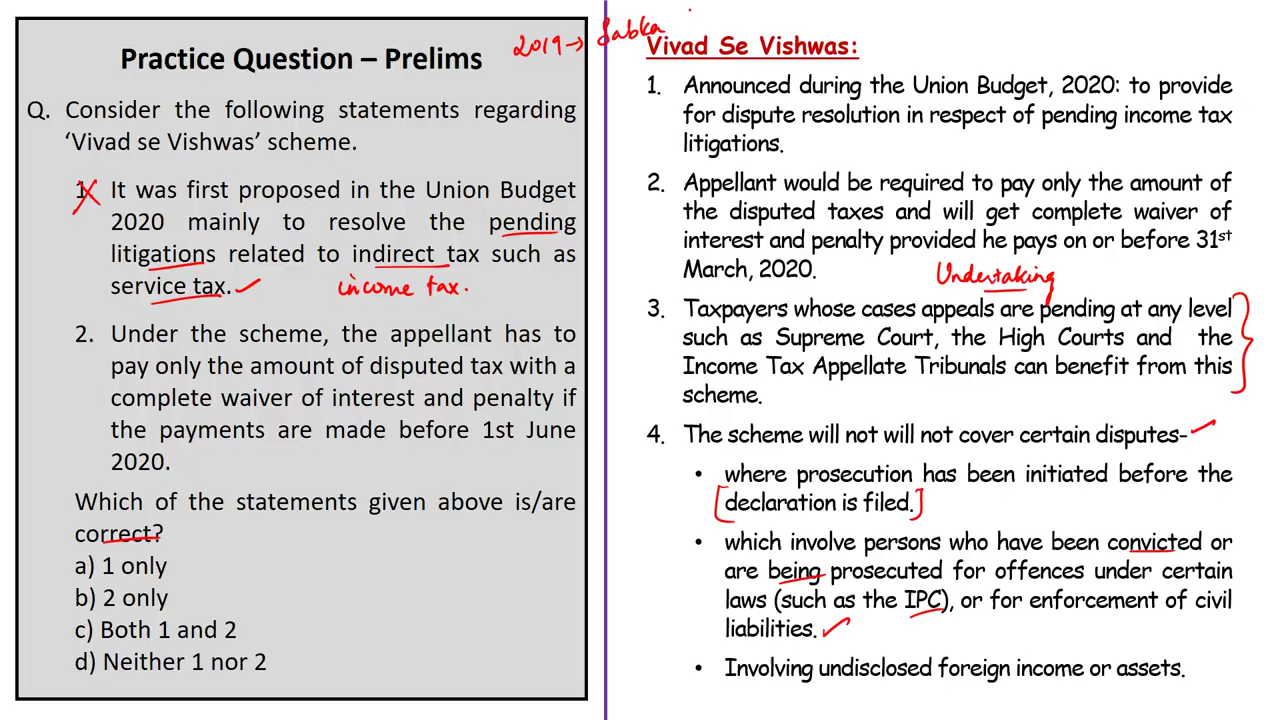 Practice Question – Prelims
2019→ Sabka
Q. Consider the following statements regarding
‘Vivad se Vishwas’ scheme.
1. It was first proposed in the Union Budget
2020 mainly to resolve the pending
litigations related to indirect tax such as
service tax.
income tax.
2. Under the scheme, the appellant has to
pay only the amount of disputed tax with a
complete waiver of interest and penalty if
the payments are made before 1st June
2020.
Which of the statements given above is/are
correct?
a) 1 only
b) 2 only
c) Both 1 and 2
d) Neither 1 nor 2
Vivad Se Vishwas:
1. Announced during the Union Budget, 2020: to provide
for dispute resolution in respect of pending income tax
litigations.
2. Appellant would be required to pay only the amount of
the disputed taxes and will get complete waiver of
interest and penalty provided he pays on or before 31st
March, 2020.
Undertaking
3. Taxpayers whose cases appeals are pending at any level
such as Supreme Court, the High Courts and the
Income Tax Appellate Tribunals can benefit from this
scheme.
4. The scheme will not will not cover certain disputes-
• where prosecution has been initiated before the
declaration is filed.
• which involve persons who have been convicted or
are being prosecuted for offences under certain
laws (such as the IPC), or for enforcement of civil
liabilities.
• Involving undisclosed foreign income or assets.